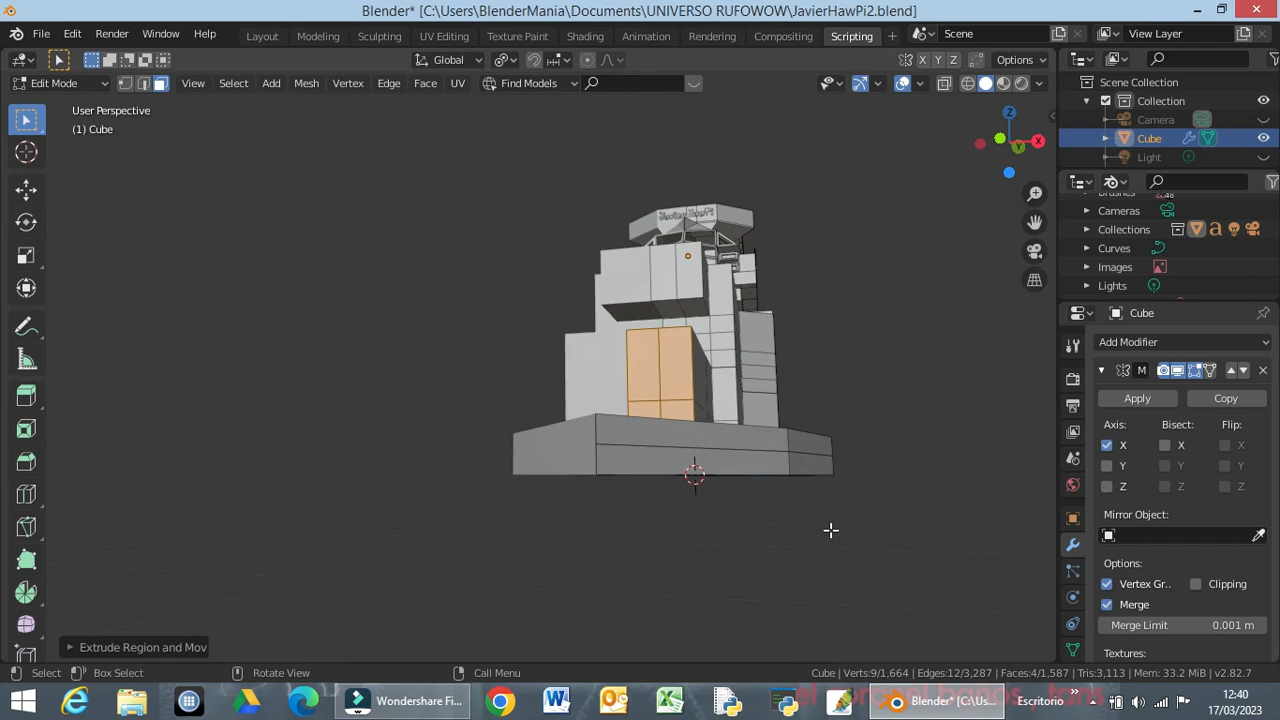 Blender* [C:\Users\BlenderMania\Documents\UNIVERSO RUFOWOW\JavierHawPi2.blend]
File Edit Render Window Help Layout Modeling Sculpting UV Editing Texture Paint Shading Animation Rendering Compositing Scripting Scene View Layer
Global X Y Z Options
Edit Mode View Select Add Mesh Vertex Edge Face UV Find Models
User Perspective
(1) Cube
Z
X
Y
Scene Collection
Collection
Camera
Cube
Light
Brushes
48
Cameras
Collections
Curves
Images
Lights
Cube
Add Modifier
M
Apply Copy
Axis: Bisect: Flip:
X X X
Y Y Y
Z Z Z
Mirror Object:
Options:
Vertex Gr.. Clipping
Merge
Merge Limit 0.001 m
Textures:
Extrude Region and Mov
Select Box Select Rotate View Call Menu Cube | Verts:9/1,664 | Edges:12/3,287 | Faces:4/1,587 | Tris:3,113 | Mem: 33.2 MiB | v2.82.7
Wondershare Fi... Blender* [C:\Us... Escritorio
12:40
17/03/2023